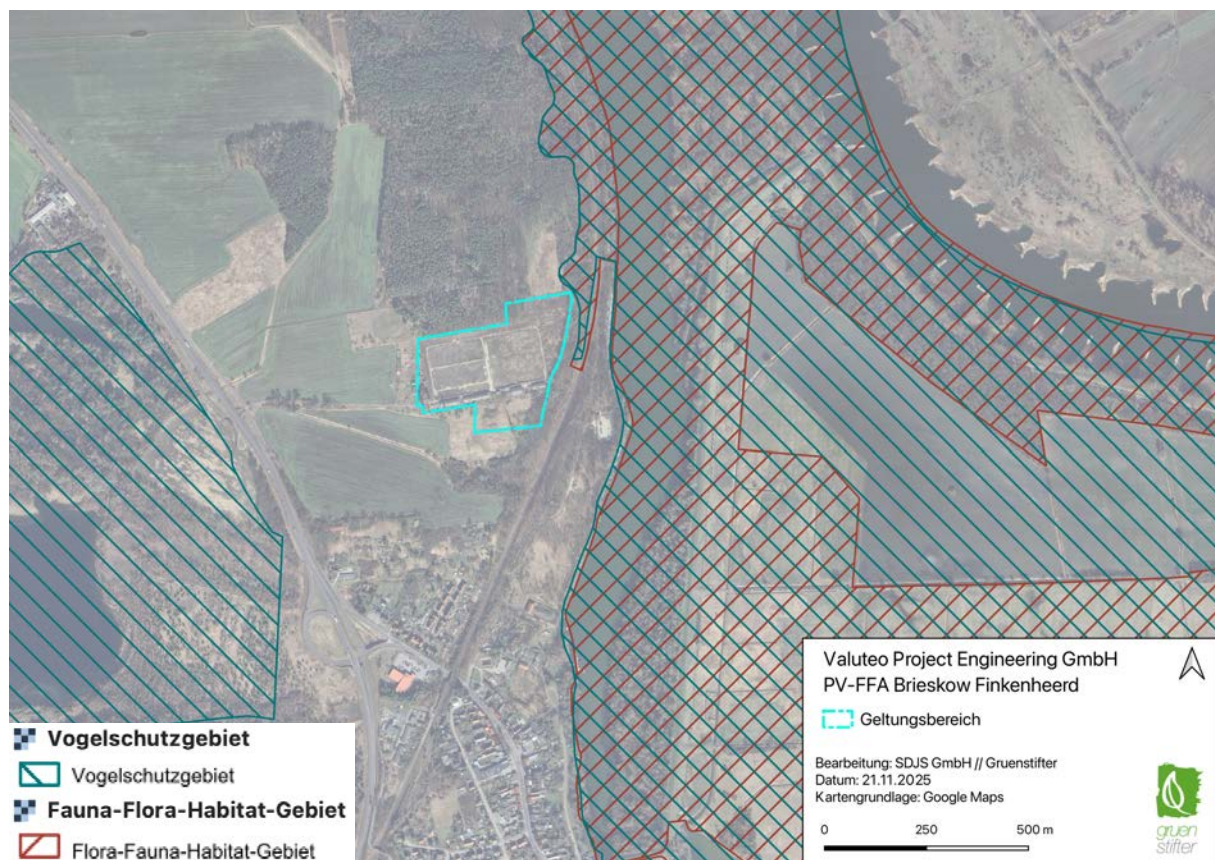 Vogelschutzgebiet
Vogelschutzgebiet
Fauna-Flora-Habitat-Gebiet
Flora-Fauna-Habitat-Gebiet
Valuteo Project Engineering GmbH
PV-FFA Brieskow Finkenheerd
Geltungsbereich
Bearbeitung: SDJS GmbH // Gruenstifter
Datum: 21.11.2025
Kartengrundlage: Google Maps
0 250 500 m
gruen
stifter